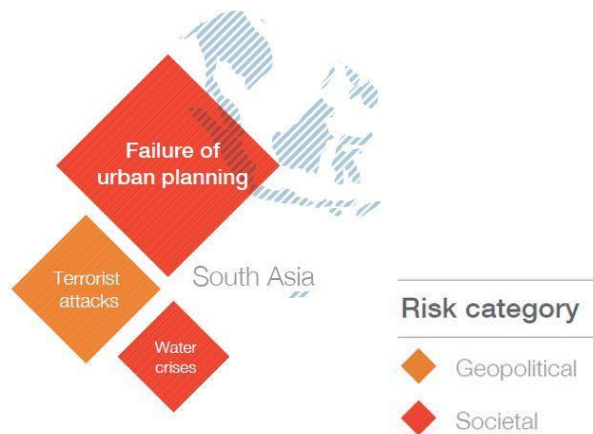 Failure of
urban planning
Terrorist
attacks
South Asia
Water
crises
Risk category
Geopolitical
Societal